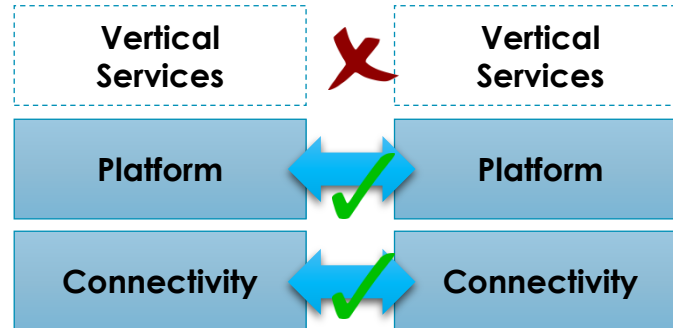 Vertical
Services
Vertical
Services
Platform
Platform
Connectivity
Connectivity